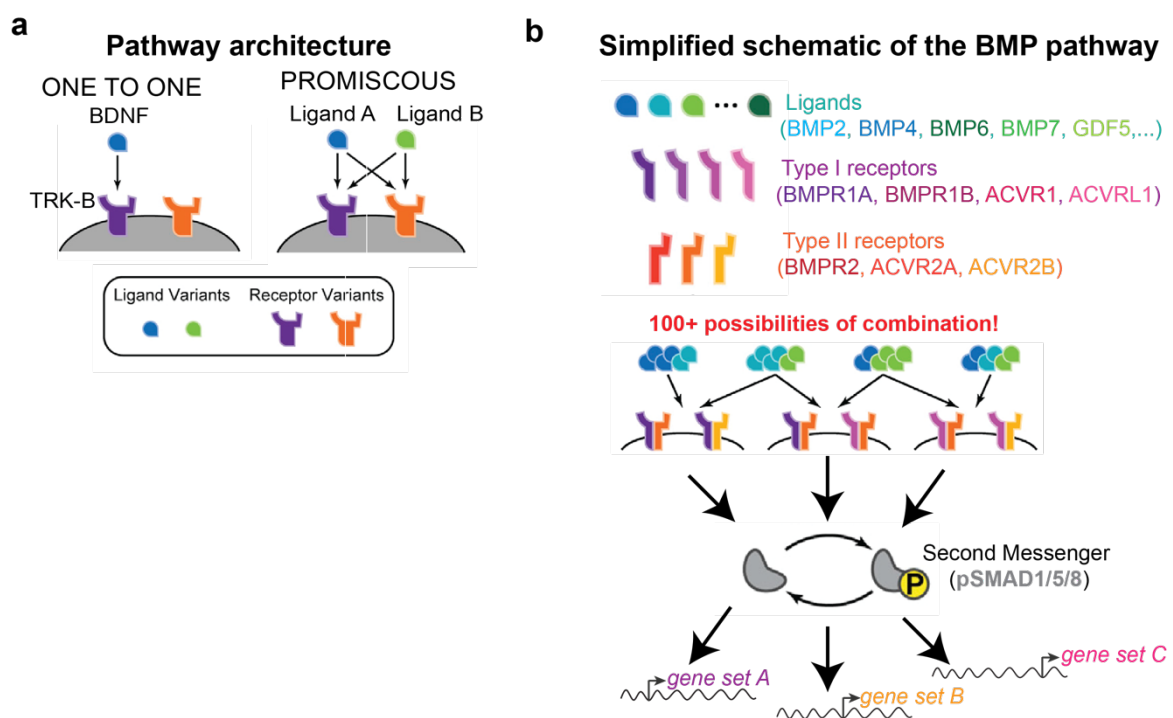 a
Pathway architecture
ONE TO ONE
BDNF
TRK-B
PROMISCOUS
Ligand A Ligand B
Ligand Variants
Receptor Variants
b
Simplified schematic of the BMP pathway
Ligands
(BMP2, BMP4, BMP6, BMP7, GDF5,...)
Type I receptors
(BMPR1A, BMPR1B, ACVR1, ACVRL1)
Type II receptors
(BMPR2, ACVR2A, ACVR2B)
100+ possibilities of combination!
P
Second Messenger
(pSMAD1/5/8)
gene set A
gene set B
gene set C